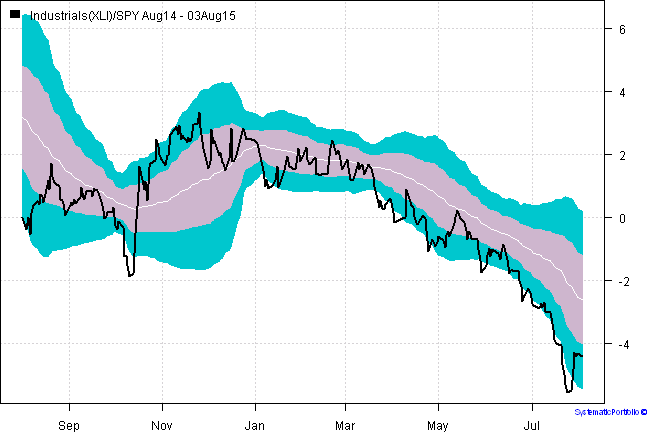 Industrials(XLI)/SPY Aug14 - 03Aug15
6
4
2
0
-2
-4
Sep Nov Jan Mar May Jul
SystematicPortfolio ©